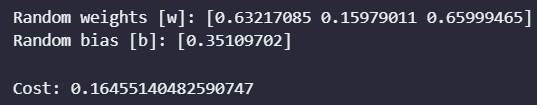 Random weights [w]: [0.63217085 0.15979011 0.65999465]
Random bias [b]: [0.35109702]
Cost: 0.16455140482590747